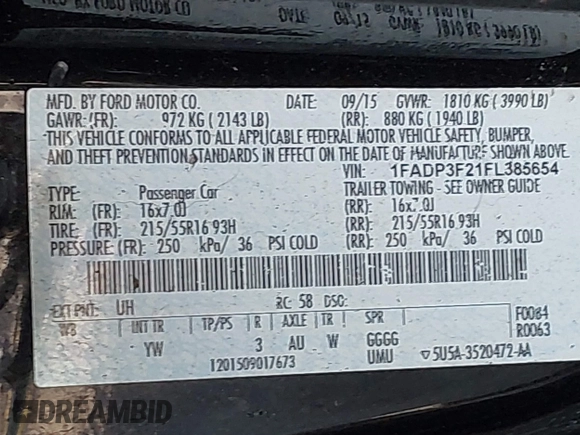 MFD. BY FORD MOTOR CO. DATE: 09/15 GVWR: 1810 KG ( 3990 LB)
GAWR: (FR): 972 KG ( 2143 LB) (RR): 880 KG ( 1940 LB)
THIS VEHICLE CONFORMS TO ALL APPLICABLE FEDERAL MOTOR VEHICLE SAFETY, BUMPER,
AND THEFT PREVENTION STANDARDS IN EFFECT ON THE DATE OF MANUFACTURE SHOWN ABOVE.
VIN: 1FADP3F21FL385654
TYPE: Passenger Car TRAILER TOWING - SEE OWNER GUIDE
RIM: (FR): 16x7.0J (RR): 16x7.0J
TIRE: (FR): 215/55R16 93H (RR): 215/55R16 93H
PRESSURE: (FR): 250 kPa/ 36 PSI COLD (RR): 250 kPa/ 36 PSI COLD
EXT PNT: UH RC: 58 DSO: F0084
WB INT TR TP/PS R AXLE TR SPR R0063
YW 3 AU W GGGG
1201509017673 UMU 5U5A-3520472-AA
DREAMBID